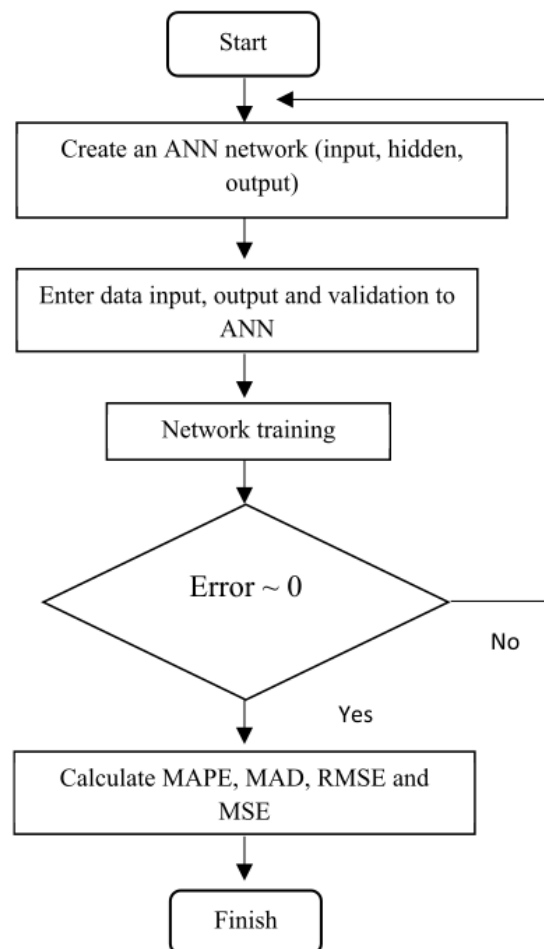 Start
Create an ANN network (input, hidden,
output)
Enter data input, output and validation to
ANN
Network training
Error ~ 0
No
Yes
Calculate MAPE, MAD, RMSE and
MSE
Finish